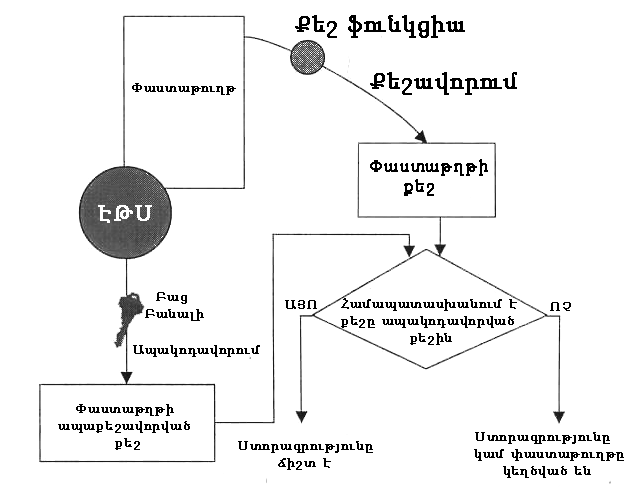 Քեշ ֆունկցիա
Քեշավորում
Փաստաթուղթ
Փաստաթղթի
քեշ
ԷԹՍ
Բաց
Բանալի
Ապակոդավորում
Փաստաթղթի
ապաքեշավորված
քեշ
ԱՅՈ
Համապատասխանում է
քեշը ապակոդավորված
քեշին
ՈՉ
Ստորագրությունը
ճիշտ է
Ստորագրությունը
կամ փաստաթուղթը
կեղծված են